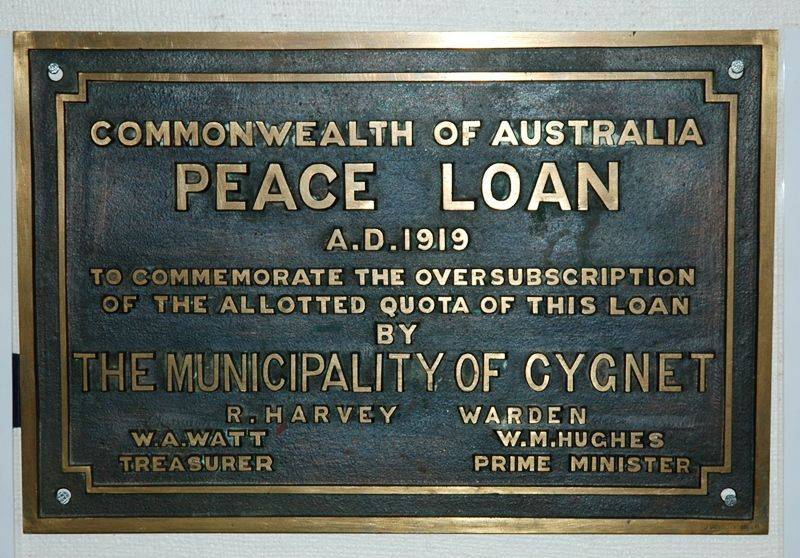 COMMONWEALTH OF AUSTRALIA
PEACE LOAN
A.D. 1919
TO COMMEMORATE THE OVERSUBSCRIPTION
OF THE ALLOTTED QUOTA OF THIS LOAN
BY
THE MUNICIPALITY OF CYGNET
R. HARVEY WARDEN
W.A. WATT W.M. HUGHES
TREASURER PRIME MINISTER